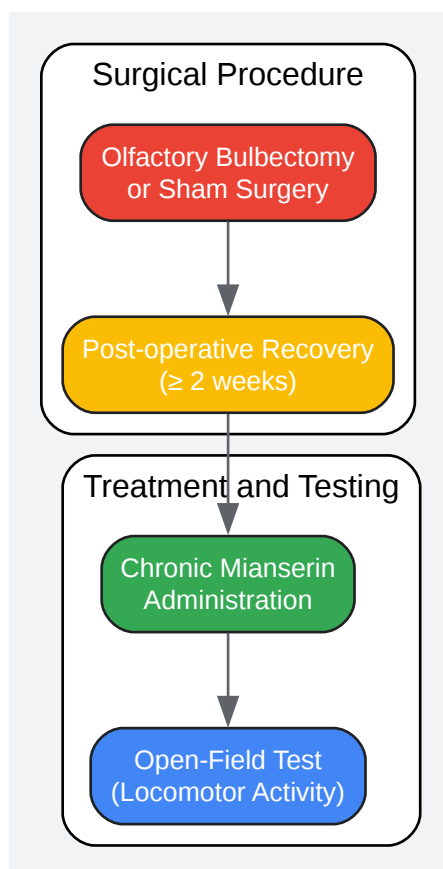 Surgical Procedure
Olfactory Bulbectomy
or Sham Surgery
Post-operative Recovery
(≥ 2 weeks)
Treatment and Testing
Chronic Mianserin
Administration
Open-Field Test
(Locomotor Activity)